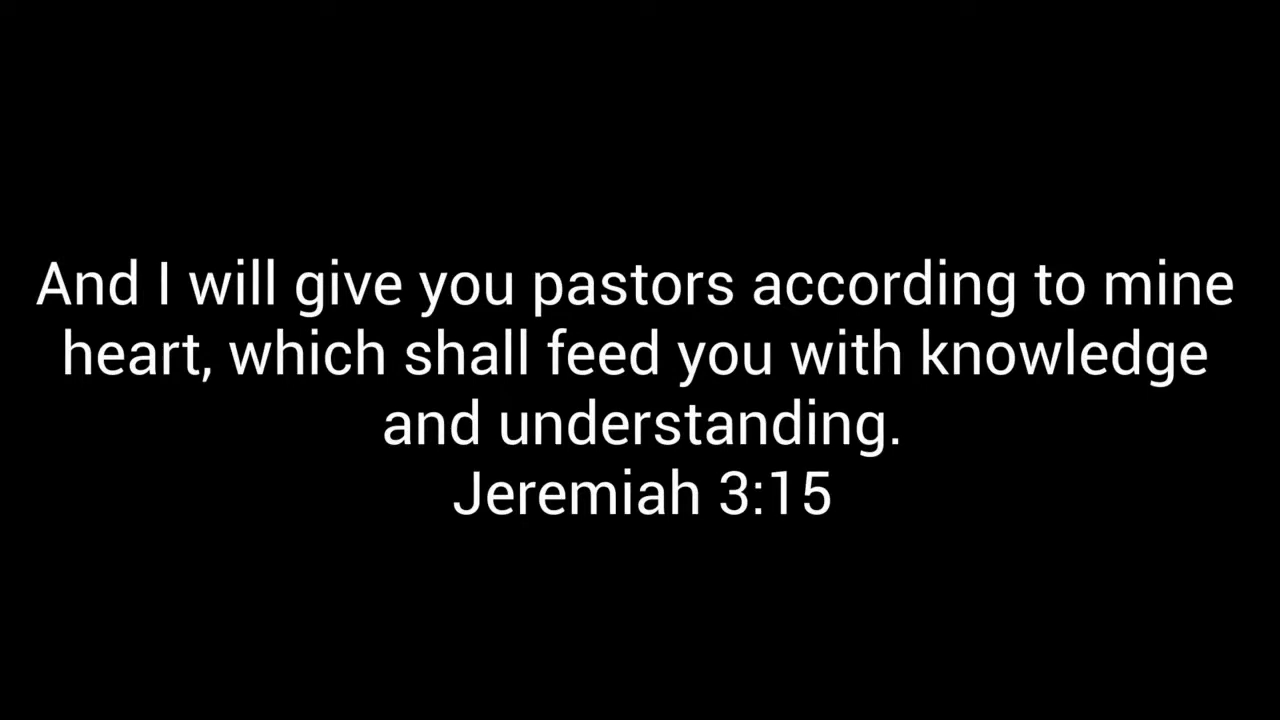 And I will give you pastors according to mine
heart, which shall feed you with knowledge
and understanding.
Jeremiah 3:15